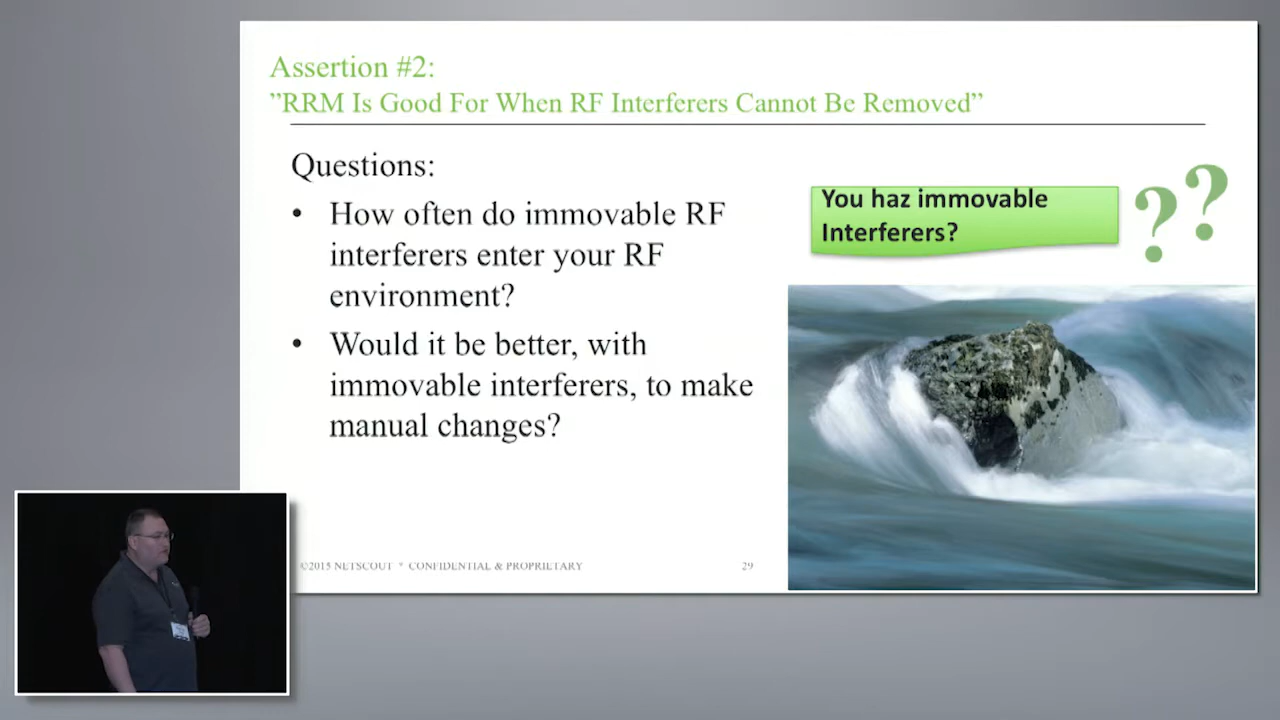 Assertion #2:
”RRM Is Good For When RF Interferers Cannot Be Removed”
Questions:
• How often do immovable RF
interferers enter your RF
environment?
• Would it be better, with
immovable interferers, to make
manual changes?
You haz immovable
Interferers?
? ?
©2015 NETSCOUT * CONFIDENTIAL & PROPRIETARY 29